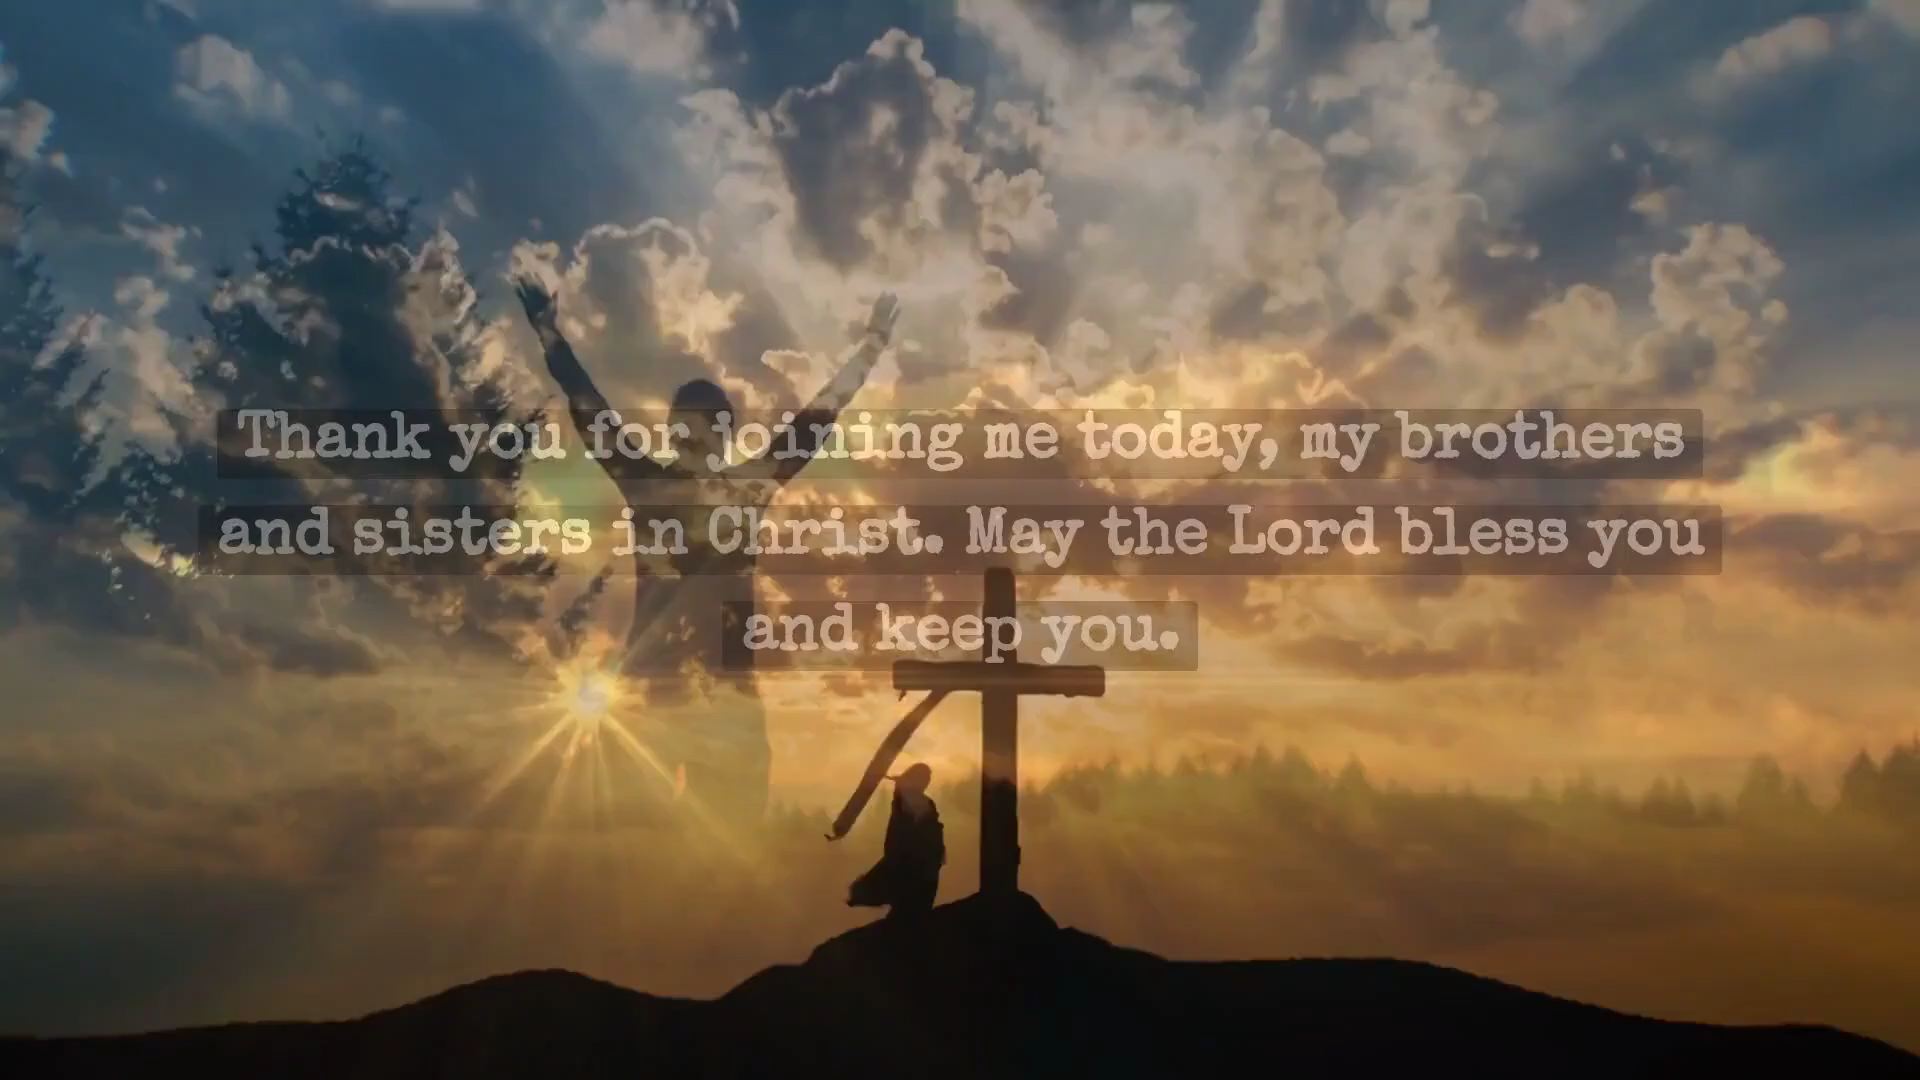 Thank you for joining me today, my brothers
and sisters in Christ. May the Lord bless you
and keep you.